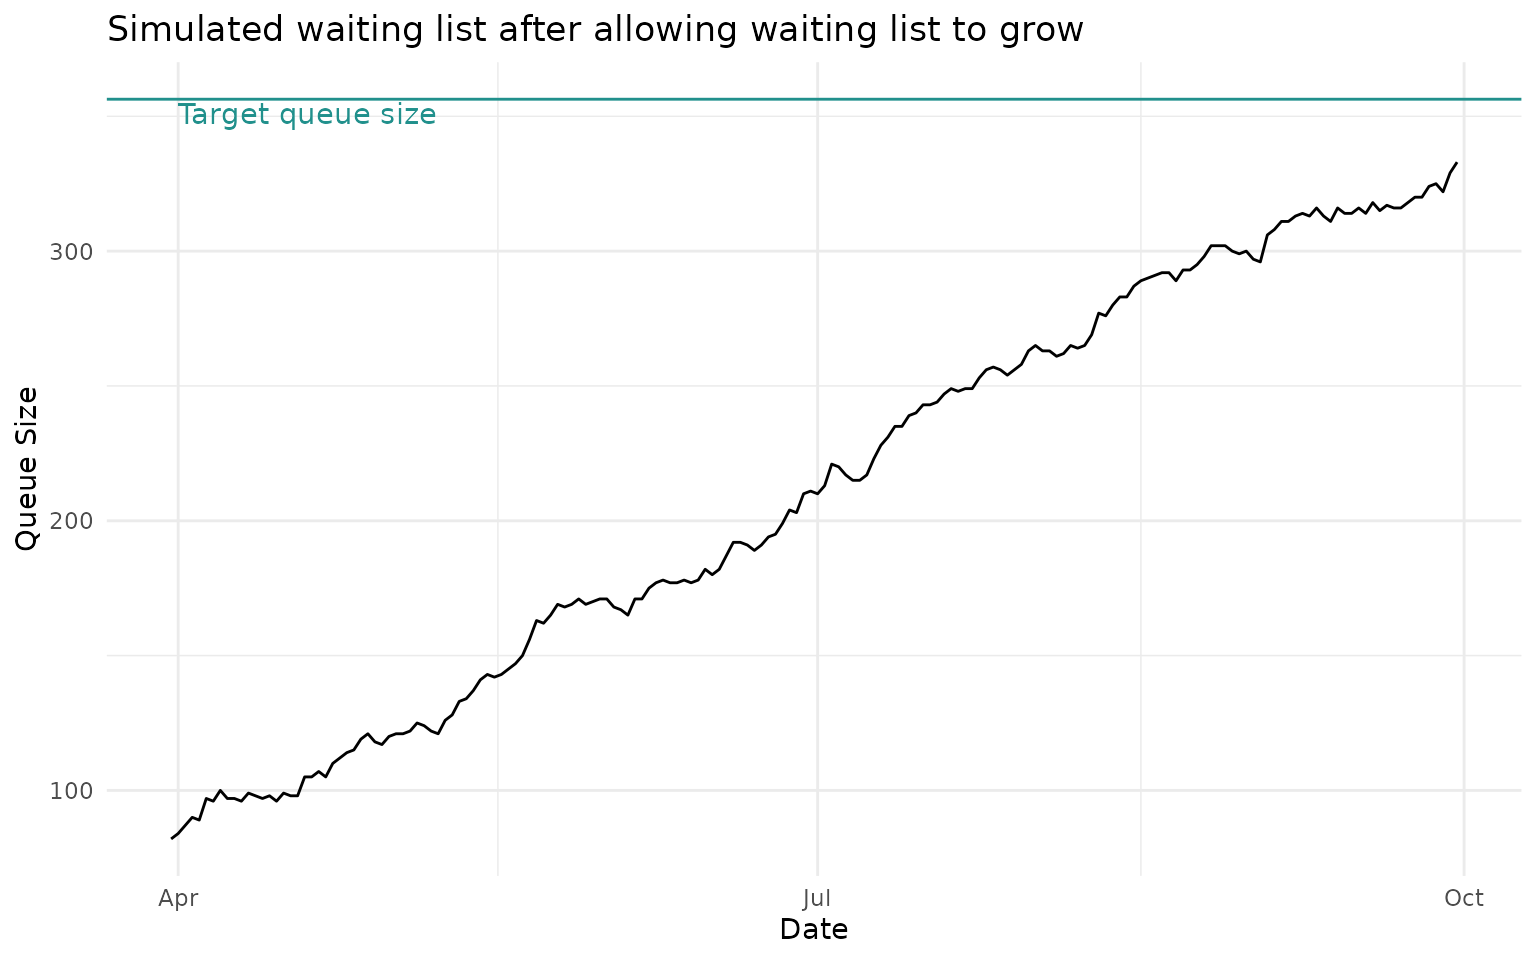 Simulated waiting list after allowing waiting list to grow
Target queue size
300
200
100
Queue Size
Apr
Jul
Oct
Date